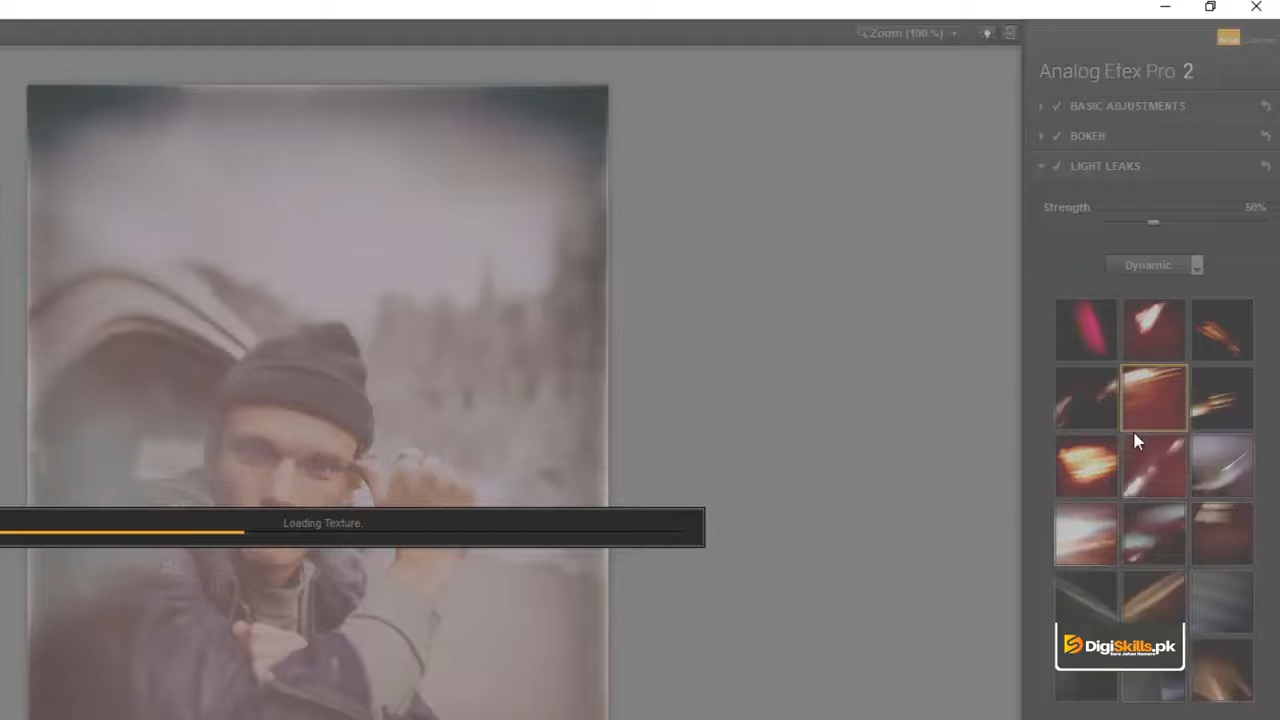 Zoom (100 %)
Analog Efex Pro 2
BASIC ADJUSTMENTS
BOKEH
LIGHT LEAKS
Strength 50%
Dynamic
Loading Texture.
DigiSkills.pk